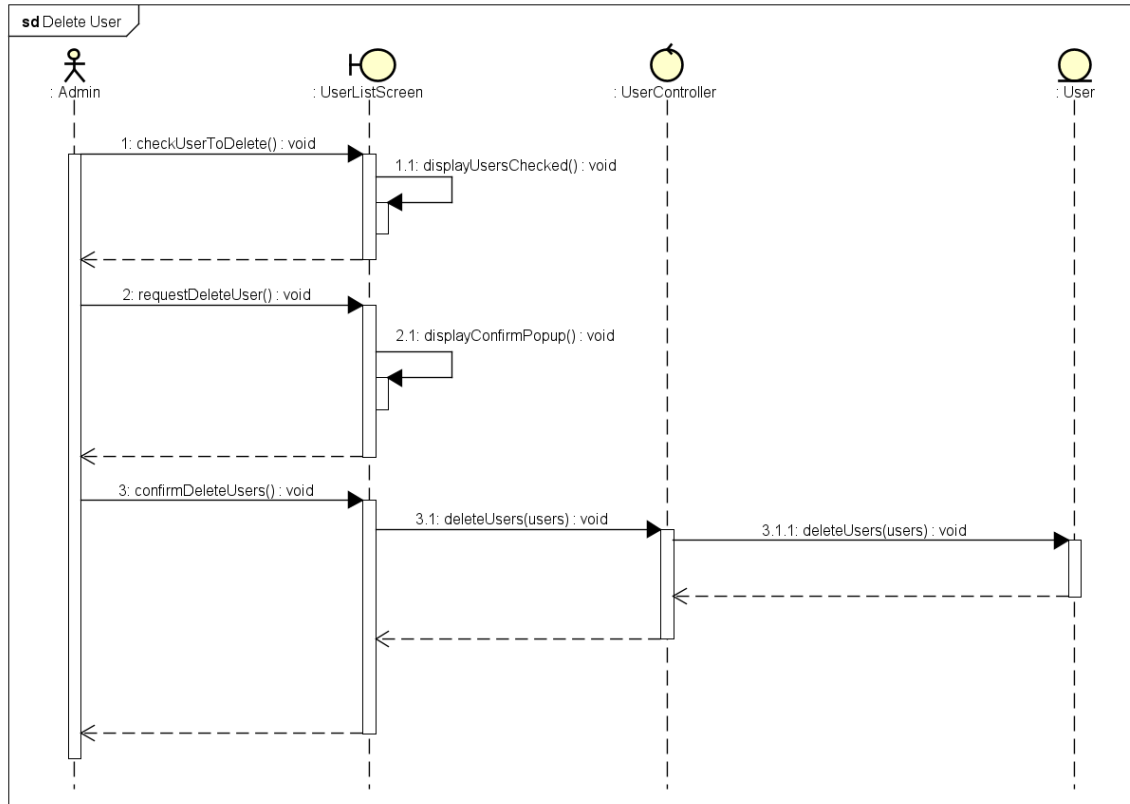 sd Delete User
: Admin
: UserListScreen
: UserController
: User
1: checkUserToDelete() : void
1.1: displayUsersChecked() : void
2: requestDeleteUser() : void
2.1: displayConfirmPopup() : void
3: confirmDeleteUsers() : void
3.1: deleteUsers(users) : void
3.1.1: deleteUsers(users) : void